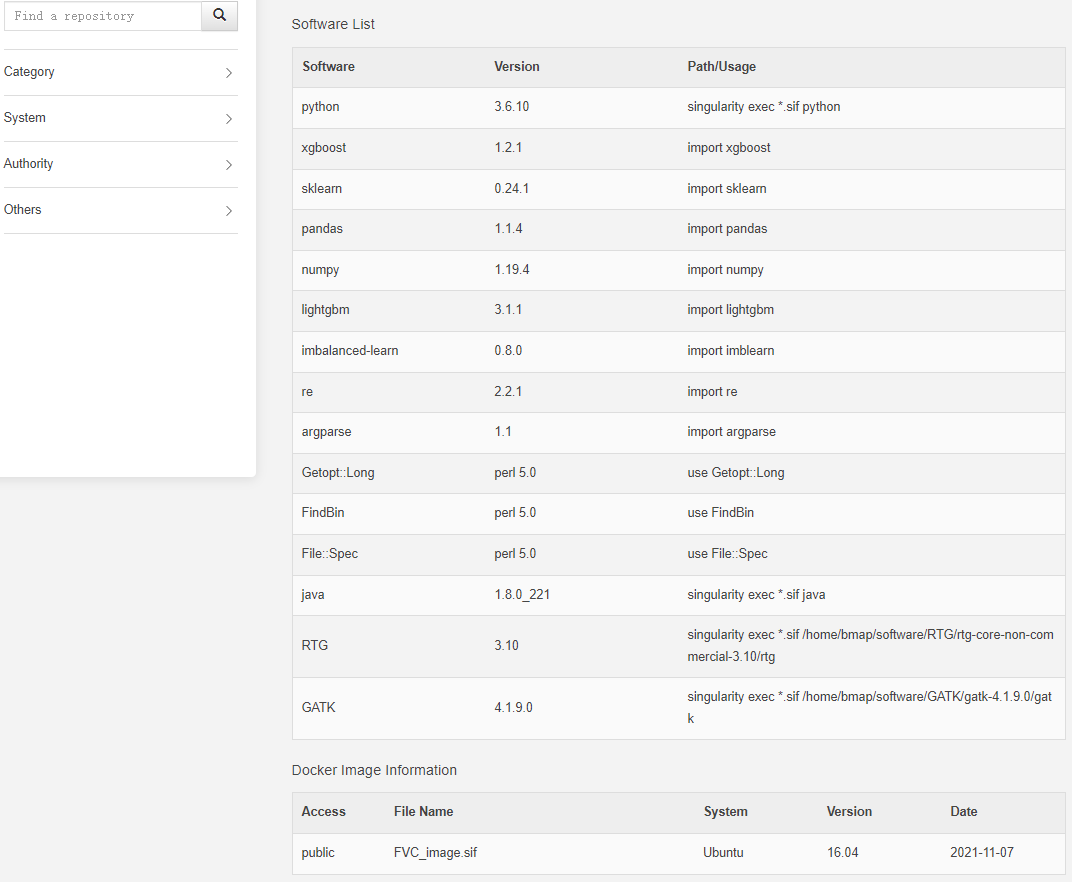 Find a repository
Category
System
Authority
Others
Software List
Software Version Path/Usage
python 3.6.10 singularity exec *.sif python
xgboost 1.2.1 import xgboost
sklearn 0.24.1 import sklearn
pandas 1.1.4 import pandas
numpy 1.19.4 import numpy
lightgbm 3.1.1 import lightgbm
imbalanced-learn 0.8.0 import imblearn
re 2.2.1 import re
argparse 1.1 import argparse
Getopt::Long perl 5.0 use Getopt::Long
FindBin perl 5.0 use FindBin
File::Spec perl 5.0 use File::Spec
java 1.8.0_221 singularity exec *.sif java
RTG 3.10 singularity exec *.sif /home/bmap/software/RTG/rtg-core-non-com
mercial-3.10/rtg
GATK 4.1.9.0 singularity exec *.sif /home/bmap/software/GATK/gatk-4.1.9.0/gat
k
Docker Image Information
Access File Name System Version Date
public FVC_image.sif Ubuntu 16.04 2021-11-07